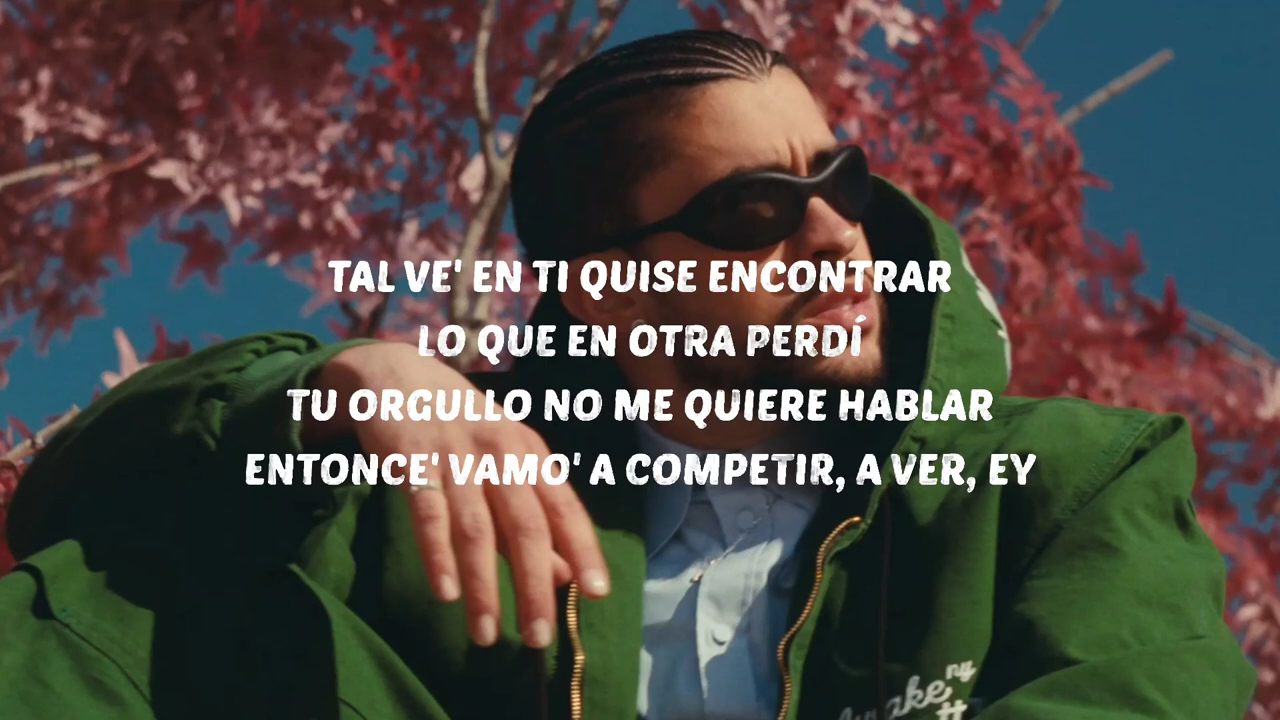 TAL VE' EN TI QUISE ENCONTRAR
LO QUE EN OTRA PERDÍ
TU ORGULLO NO ME QUIERE HABLAR
ENTONCE' VAMO' A COMPETIR, A VER, EY
ny